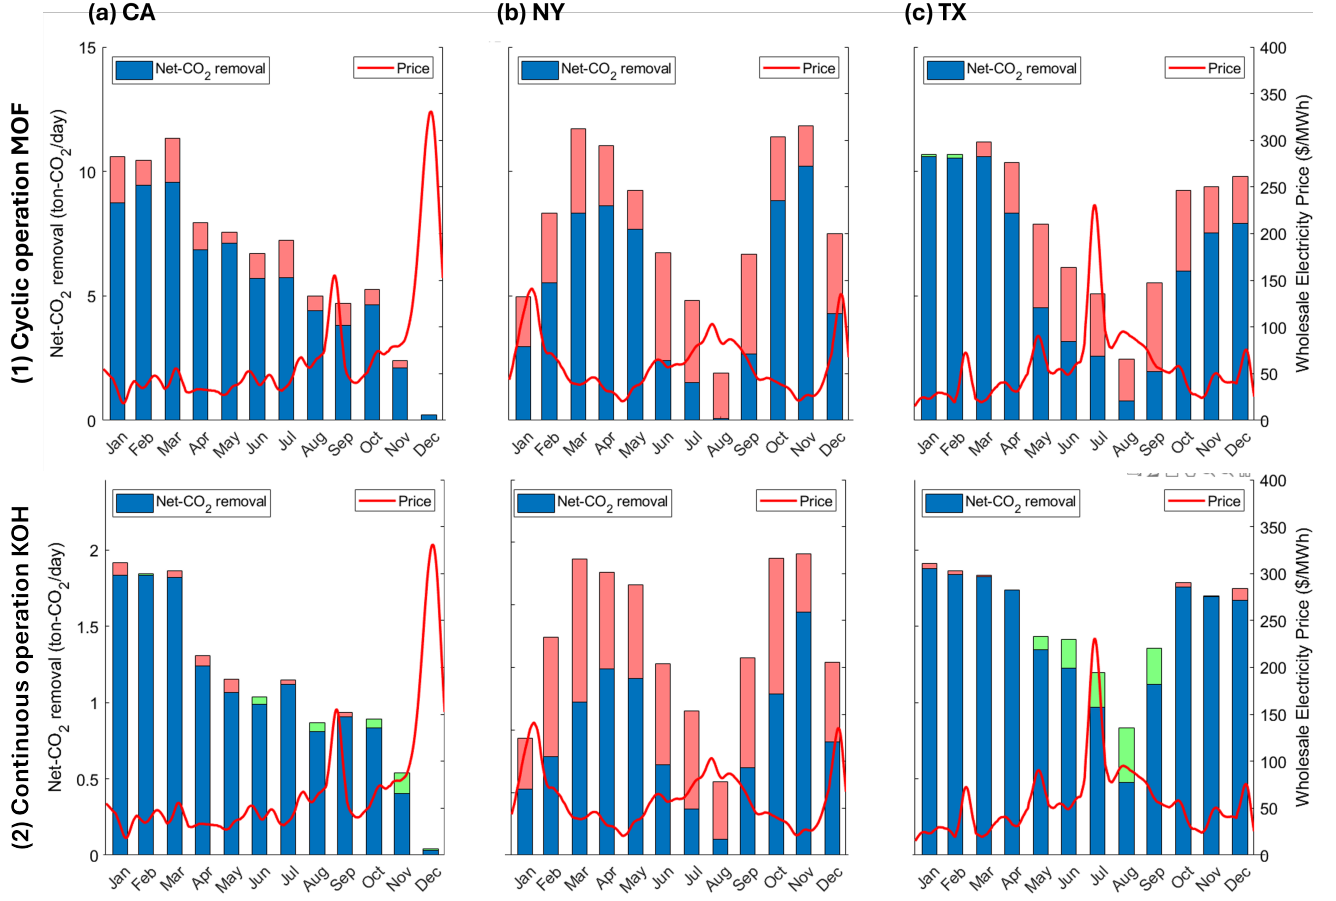 (a) CA
(b) NY
(c) TX
(1) Cyclic operation MOF
Net-CO2 removal (ton-CO2/day)
15
10
5
0
Net-CO2 removal
Price
Jan Feb Mar Apr May Jun Jul Aug Sep Oct Nov Dec
Net-CO2 removal
Price
Jan Feb Mar Apr May Jun Jul Aug Sep Oct Nov Dec
Net-CO2 removal
Price
Jan Feb Mar Apr May Jun Jul Aug Sep Oct Nov Dec
400
350
300
250
200
150
100
50
0
Wholesale Electricity Price ($/MWh)
(2) Continuous operation KOH
Net-CO2 removal (ton-CO2/day)
2
1.5
1
0.5
0
Net-CO2 removal
Price
Jan Feb Mar Apr May Jun Jul Aug Sep Oct Nov Dec
Net-CO2 removal
Price
Jan Feb Mar Apr May Jun Jul Aug Sep Oct Nov Dec
Net-CO2 removal
Price
Jan Feb Mar Apr May Jun Jul Aug Sep Oct Nov Dec
400
350
300
250
200
150
100
50
0
Wholesale Electricity Price ($/MWh)